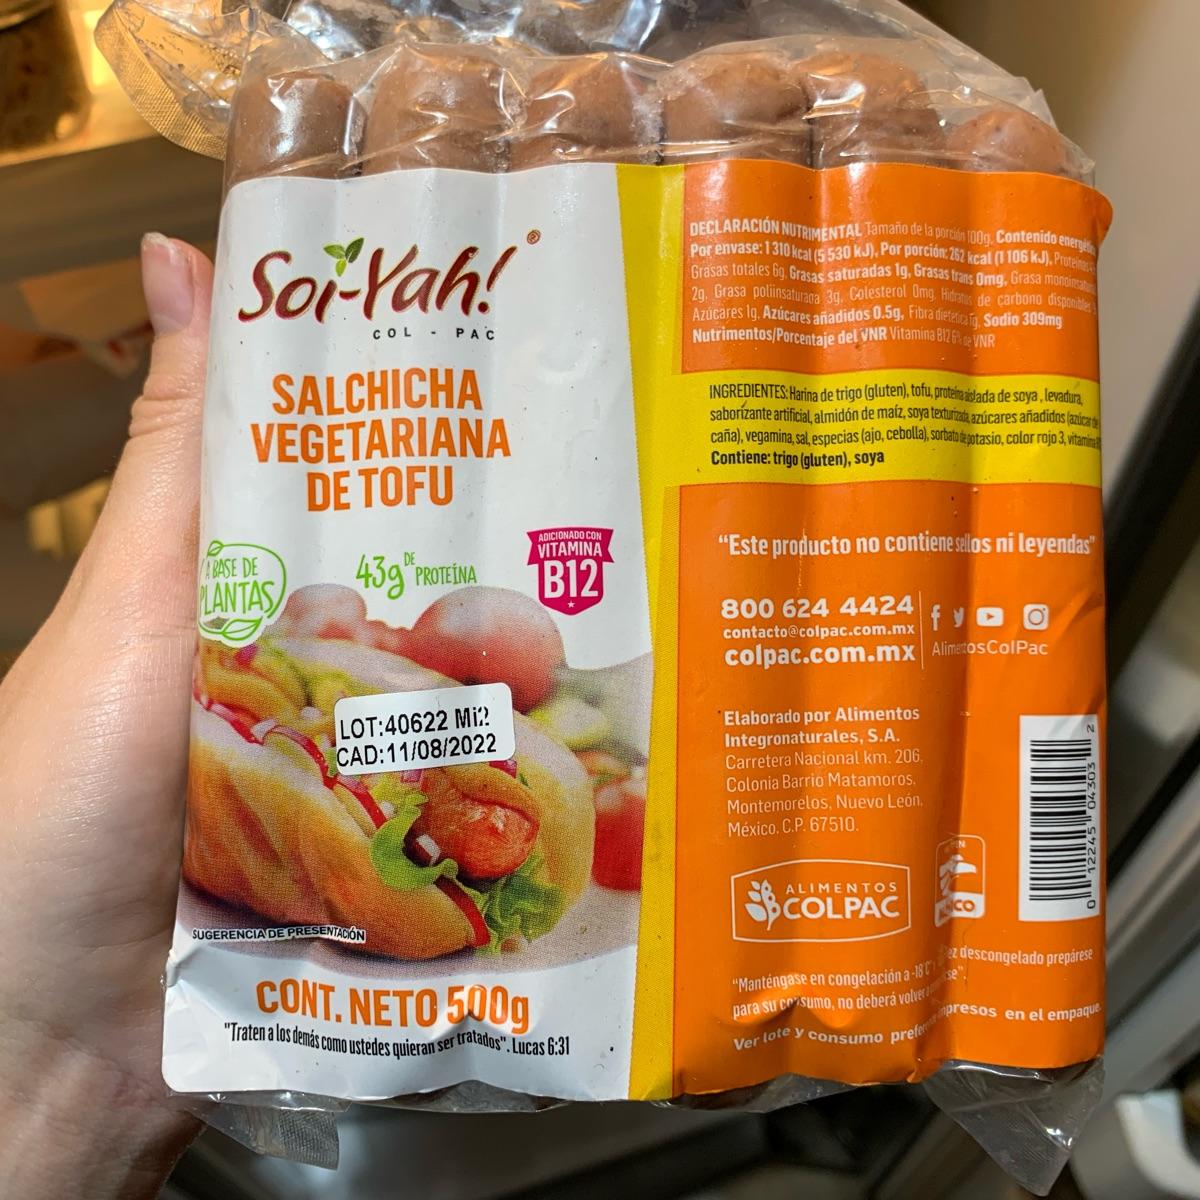 Soi-Yah!®
COL - PAC
SALCHICHA
VEGETARIANA
DE TOFU
A BASE DE
PLANTAS
43g DE PROTEÍNA
ADICIONADO CON
VITAMINA
B12
LOT:40622 Mi2
CAD:11/08/2022
SUGERENCIA DE PRESENTACIÓN
CONT. NETO 500g
"Traten a los demás como ustedes quieran ser tratados". Lucas 6:31
DECLARACIÓN NUTRIMENTAL Tamaño de la porción 100g, Contenido
Por envase: 1 310 kcal (5 530 kJ), Por porción: 262 kcal (1 106 kJ),
Grasas totales 6g, Grasas saturadas 1g, Grasas trans 0mg, Grasa
2g, Grasa poliinsaturana 3g, Colesterol 0mg, Hidratos de carbono disponibles
Azúcares 1g, Azúcares añadidos 0.5g, Fibra dietética 1g, Sodio 309mg
Nutrimentos/Porcentaje del VNR Vitamina B12 6% de VNR
INGREDIENTES: Harina de trigo (gluten), tofu, proteína aislada de soya , levadura,
saborizante artificial, almidón de maíz, soya texturizada, azúcares añadidos (azúcar de
caña), vegamina, sal, especias (ajo, cebolla), sorbato de potasio, color rojo 3, vitamina
Contiene: trigo (gluten), soya
"Este producto no contiene sellos ni leyendas"
800 624 4424
contacto@colpac.com.mx
colpac.com.mx
AlimentosColPac
Elaborado por Alimentos
Integronaturales, S.A.
Carretera Nacional km. 206,
Colonia Barrio Matamoros,
Montemorelos, Nuevo León,
México. C.P. 67510.
ALIMENTOS
COLPAC
0 12245 04303 2
"Manténgase en congelación a -18°C descongelado prepárese
para su consumo, no deberá volver a
Ver lote y consumo impresos en el empaque.